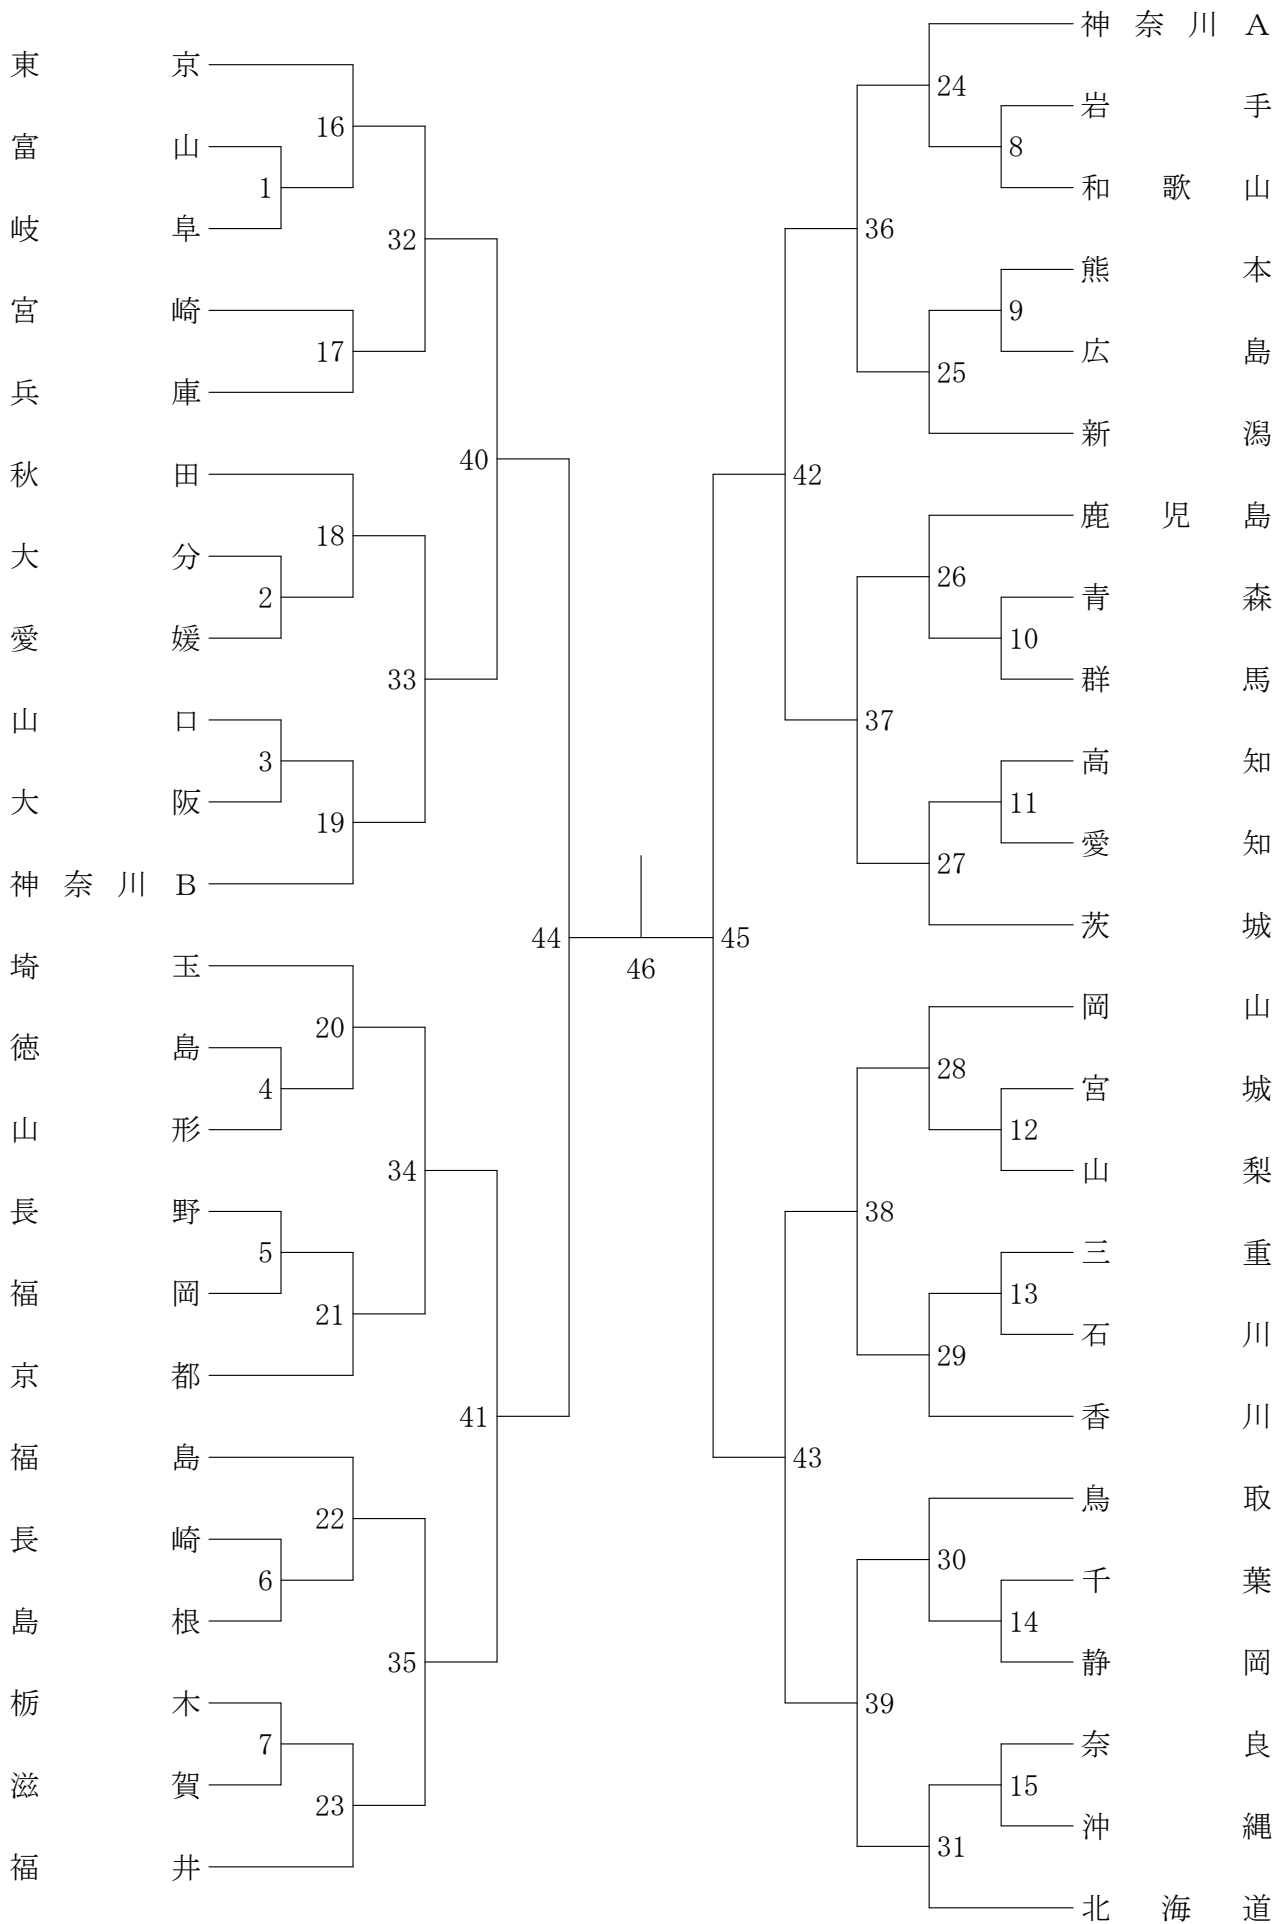 東京
富山
岐阜
宮崎
兵庫
秋田
大分
愛媛
山口
大阪
神奈川B
埼玉
徳島
山形
長野
福岡
京都
福島
長崎
島根
栃木
滋賀
福井
1
2
3
4
5
6
7
16
17
18
19
20
21
22
23
32
33
34
35
40
41
44
46
45
42
43
36
37
38
39
24
25
26
27
28
29
30
31
8
9
10
11
12
13
14
15
神奈川A
岩手
和歌山
熊本
広島
新潟
鹿児島
青森
群馬
高知
愛知
茨城
岡山
宮城
山梨
三重
石川
香川
鳥取
千葉
静岡
奈良
沖縄
北海道